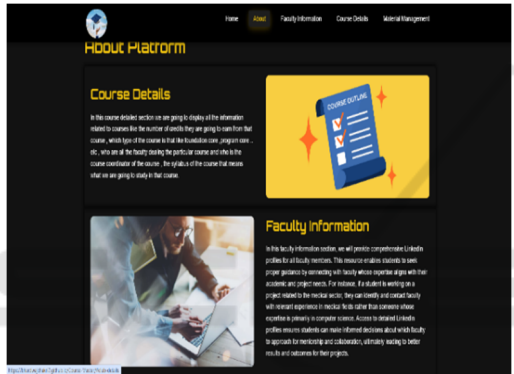 Home About Faculty Information Course Details Material Management
About Platform
Course Details
In this course detailed section we are going to display all the information
related to courses like the number of credits they are going to earn from that
course , which type of the course is that like foundation core ,program core ..
etc , who are all the faculty dealing the particular course and who is the
course coordinator of the course , the syllabus of the course that means
what we are going to study in that course.
COURSE OUTLINE
Faculty Information
In this faculty information section, we will provide comprehensive LinkedIn
profiles for all faculty members. This resource enables students to seek
proper guidance by connecting with faculty whose expertise aligns with their
academic and project needs. For instance, if a student is working on a
project related to the medical sector, they can identify and contact faculty
with relevant experience in medical fields rather than someone whose
expertise is primarily in computer science. Access to detailed LinkedIn
profiles ensures students can make informed decisions about which faculty
to approach for mentorship and collaboration, ultimately leading to better
results and outcomes for their projects.